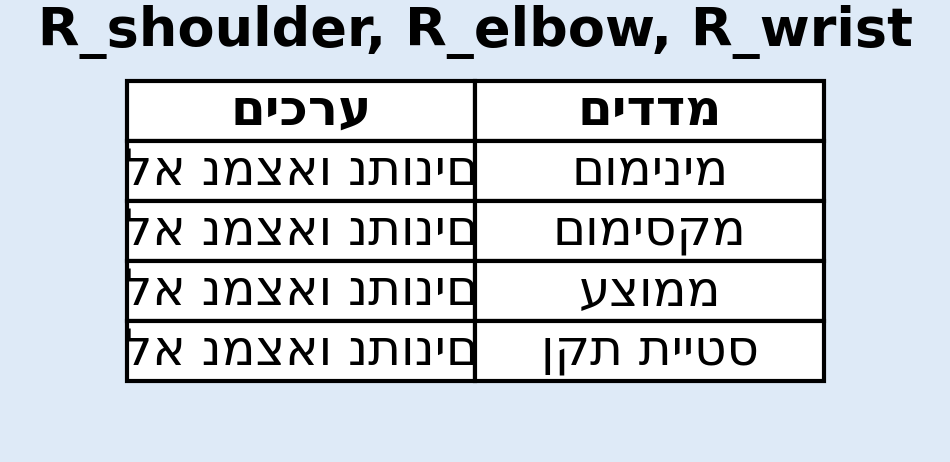 R_shoulder, R_elbow, R_wrist
מדדים ערכים
מינימום לא נמצאו נתונים
מקסימום לא נמצאו נתונים
ממוצע לא נמצאו נתונים
סטיית תקן לא נמצאו נתונים